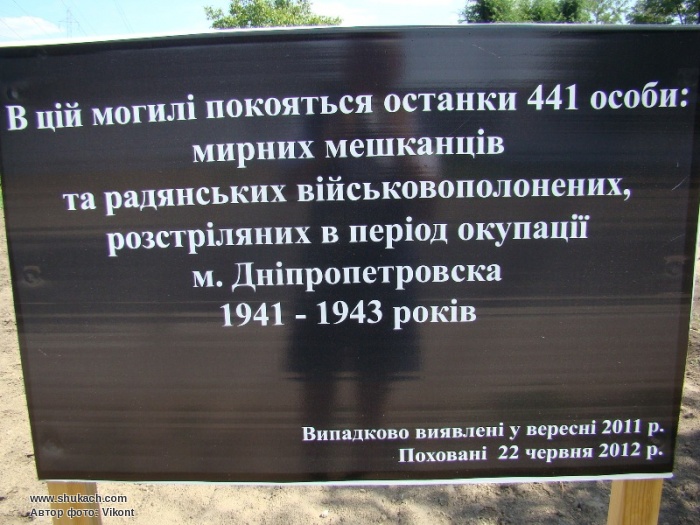 В цій могилі покояться останки 441 особи:
мирних мешканців
та радянських військовополонених,
розстріляних в період окупації
м. Дніпропетровска
1941 - 1943 років
Випадково виявлені у вересні 2011 р.
Поховані 22 червня 2012 р.
www.shukach.com
Автор фото: Vikont